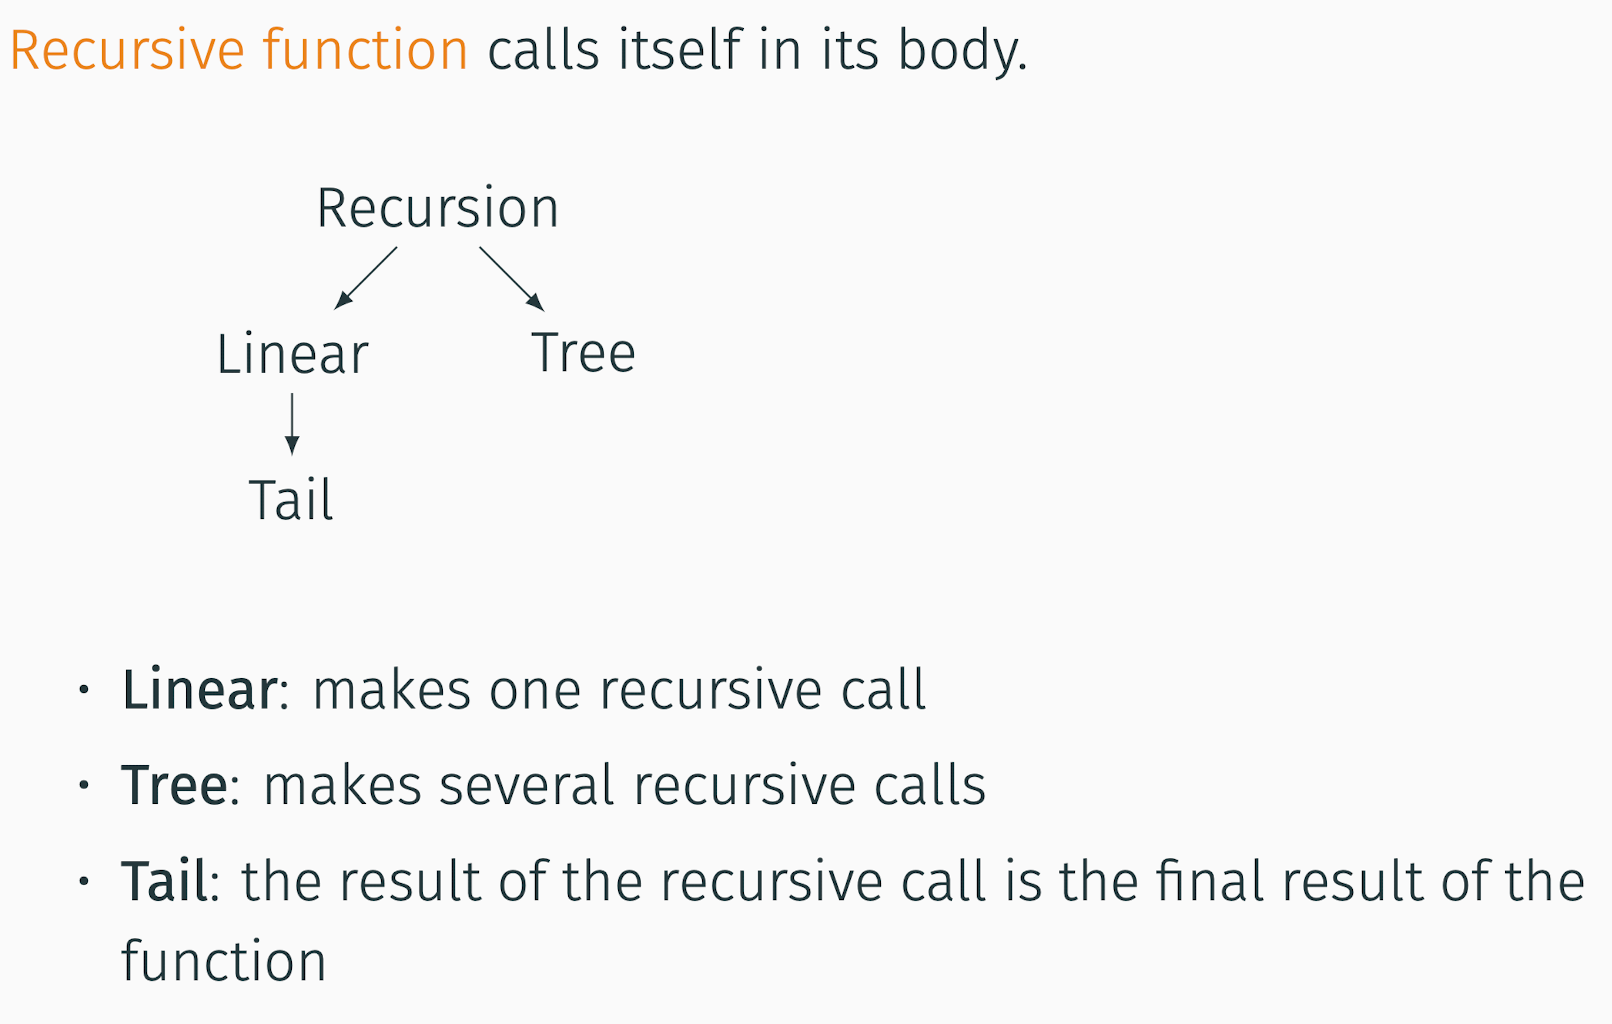 Recursive function calls itself in its body.
Recursion
Linear Tree
Tail
· Linear: makes one recursive call
· Tree: makes several recursive calls
· Tail: the result of the recursive call is the final result of the
function